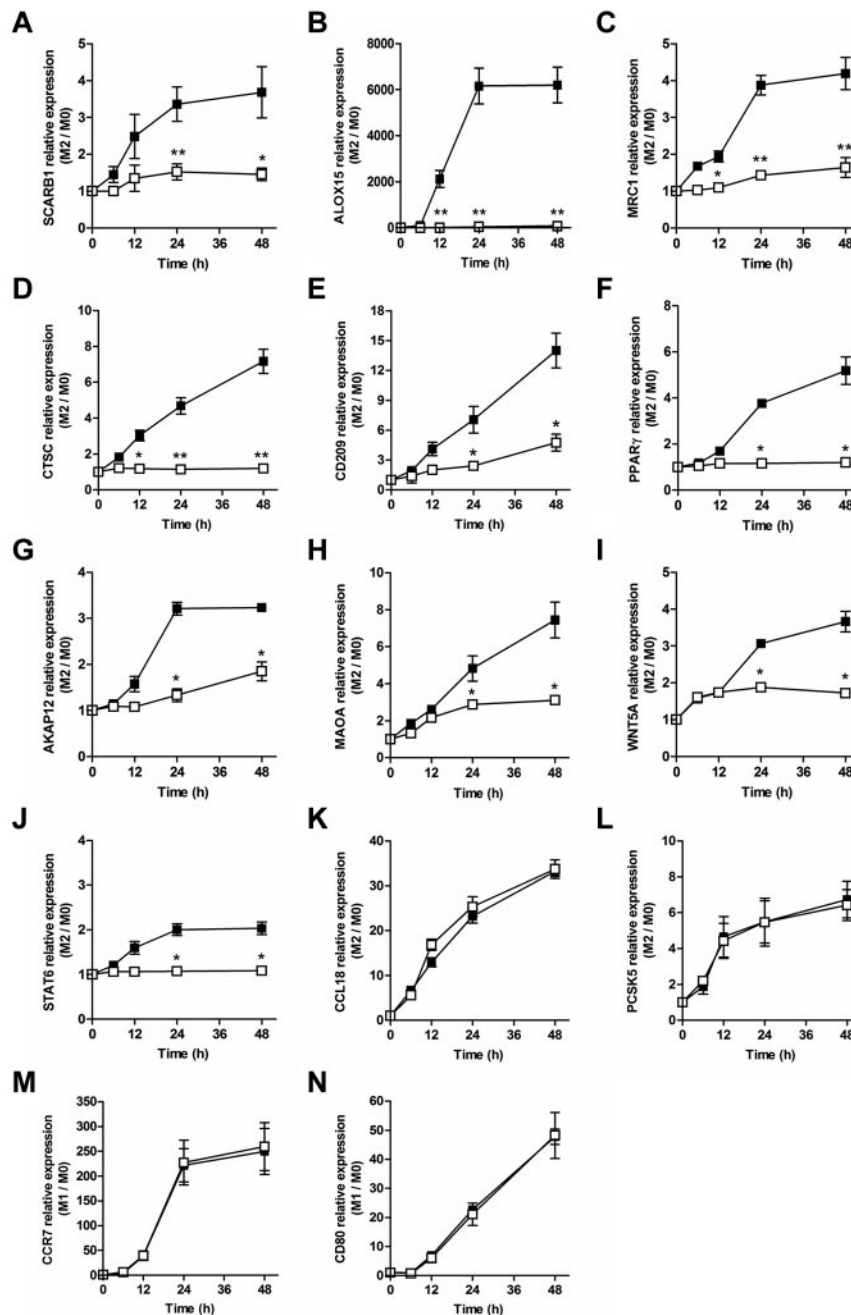 A
SCARB1 relative expression
(M2 / M0)
5
4
3
2
1
0
**
*
0 12 24 36 48
Time (h)
B
ALOX15 relative expression
(M2 / M0)
8000
6000
4000
2000
0
** ** **
0 12 24 36 48
Time (h)
C
MRC1 relative expression
(M2 / M0)
5
4
3
2
1
0
*
**
**
0 12 24 36 48
Time (h)
D
CTSC relative expression
(M2 / M0)
10
8
6
4
2
0
* ** **
0 12 24 36 48
Time (h)
E
CD209 relative expression
(M2 / M0)
18
15
12
9
6
3
0
*
*
0 12 24 36 48
Time (h)
F
PPARγ relative expression
(M2 / M0)
8
6
4
2
0
* *
0 12 24 36 48
Time (h)
G
AKAP12 relative expression
(M2 / M0)
4
3
2
1
0
*
*
0 12 24 36 48
Time (h)
H
MAOA relative expression
(M2 / M0)
10
8
6
4
2
0
*
*
0 12 24 36 48
Time (h)
I
WNT5A relative expression
(M2 / M0)
5
4
3
2
1
0
*
*
0 12 24 36 48
Time (h)
J
STAT6 relative expression
(M2 / M0)
4
3
2
1
0
* *
0 12 24 36 48
Time (h)
K
CCL18 relative expression
(M2 / M0)
40
30
20
10
0
0 12 24 36 48
Time (h)
L
PCSK5 relative expression
(M2 / M0)
10
8
6
4
2
0
0 12 24 36 48
Time (h)
M
CCR7 relative expression
(M1 / M0)
350
300
250
200
150
100
50
0
0 12 24 36 48
Time (h)
N
CD80 relative expression
(M1 / M0)
60
50
40
30
20
10
0
0 12 24 36 48
Time (h)